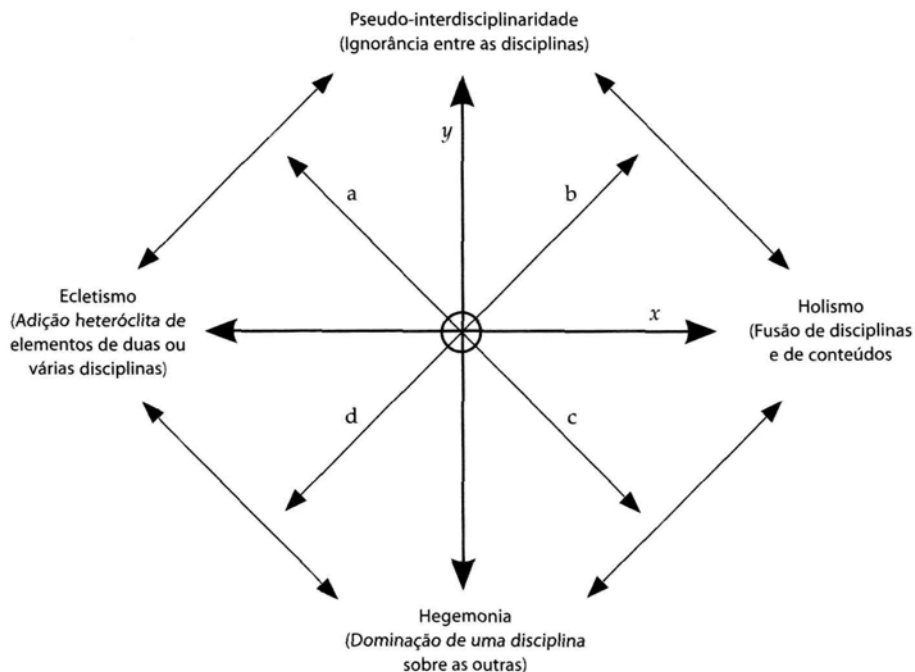 Pseudo-interdisciplinaridade
(Ignorância entre as disciplinas)
y
a
b
Ecletismo
(Adição heteróclita de
elementos de duas ou
várias disciplinas)
x
Holismo
(Fusão de disciplinas
e de conteúdos
d
c
Hegemonia
(Dominação de uma disciplina
sobre as outras)